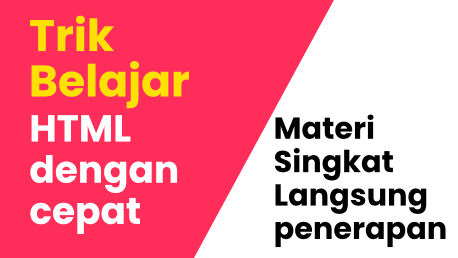 Trik
Belajar
HTML
dengan
cepat
Materi
Singkat
Langsung
penerapan